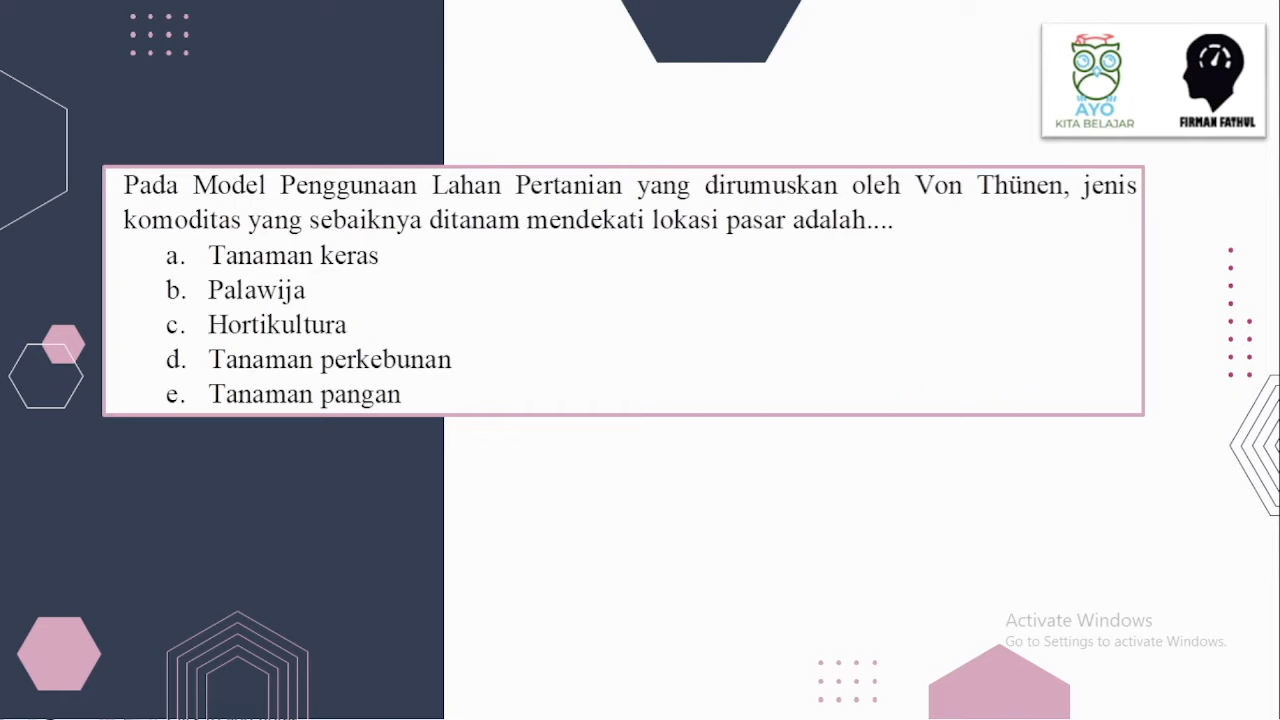 AYO
KITA BELAJAR
FIRMAN FATHUL
Pada Model Penggunaan Lahan Pertanian yang dirumuskan oleh Von Thünen, jenis
komoditas yang sebaiknya ditanam mendekati lokasi pasar adalah....
a. Tanaman keras
b. Palawija
c. Hortikultura
d. Tanaman perkebunan
e. Tanaman pangan
Activate Windows
Go to Settings to activate Windows.